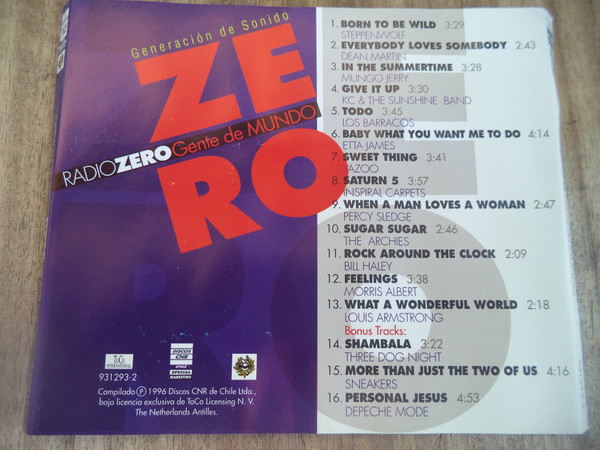 Generación de Sonido
ZE
RO
RADIOZERO Gente de MUNDO
1. BORN TO BE WILD 3:29
STEPPENWOLF
2. EVERYBODY LOVES SOMEBODY 2:43
DEAN MARTIN
3. IN THE SUMMERTIME 3:28
MUNGO JERRY
4. GIVE IT UP 3:30
KC & THE SUNSHINE BAND
5. TODO 3:45
LOS BARRACOS
6. BABY WHAT YOU WANT ME TO DO 4:14
ETTA JAMES
7. SWEET THING 3:41
YAZOO
8. SATURN 5 3:57
INSPIRAL CARPETS
9. WHEN A MAN LOVES A WOMAN 2:47
PERCY SLEDGE
10. SUGAR SUGAR 2:46
THE ARCHIES
11. ROCK AROUND THE CLOCK 2:09
BILL HALEY
12. FEELINGS 3:38
MORRIS ALBERT
13. WHAT A WONDERFUL WORLD 2:18
LOUIS ARMSTRONG
Bonus Tracks:
14. SHAMBALA 3:22
THREE DOG NIGHT
15. MORE THAN JUST THE TWO OF US 4:16
SNEAKERS
16. PERSONAL JESUS 4:53
DEPECHE MODE
ToCo
INTERNATIONAL
DISCOS
CNR
CHILE
SPECIAL
MARKETING
931293-2
Compilado ℗ 1996 Discos CNR de Chile Ltda.,
bajo licencia exclusiva de ToCo Licensing N. V.
The Netherlands Antilles.